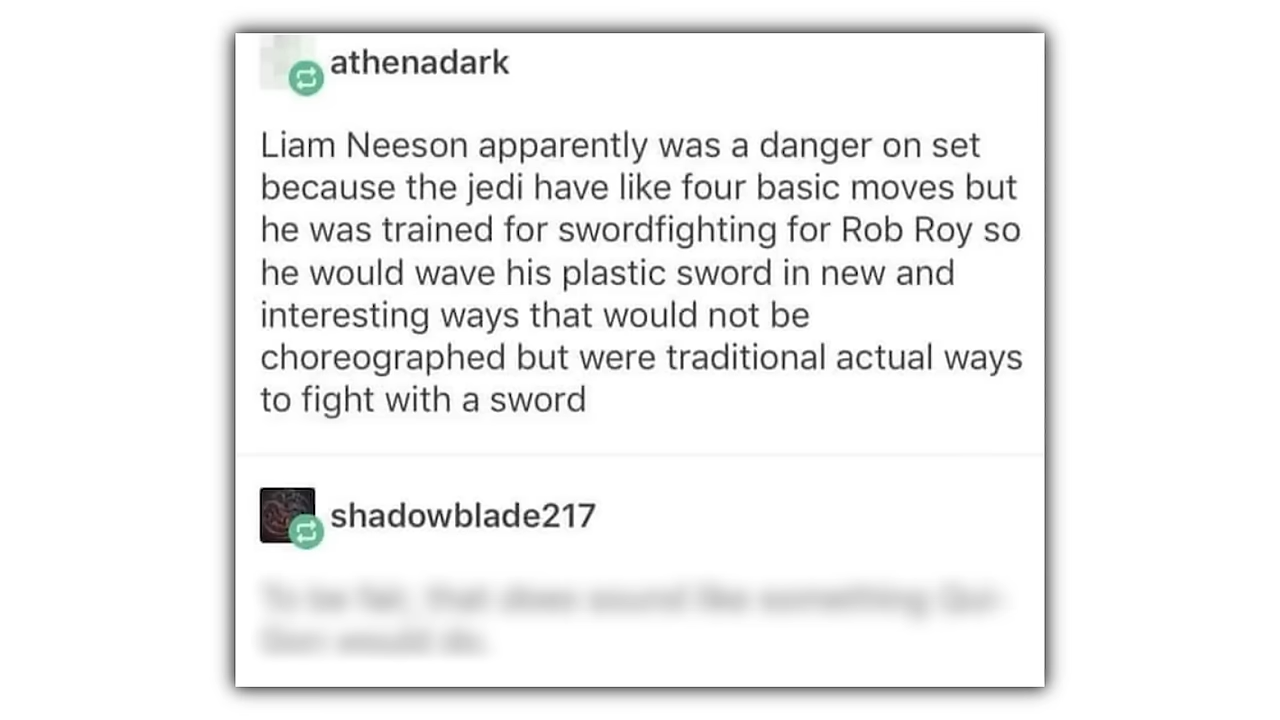 athenadark
Liam Neeson apparently was a danger on set
because the jedi have like four basic moves but
he was trained for swordfighting for Rob Roy so
he would wave his plastic sword in new and
interesting ways that would not be
choreographed but were traditional actual ways
to fight with a sword
shadowblade217